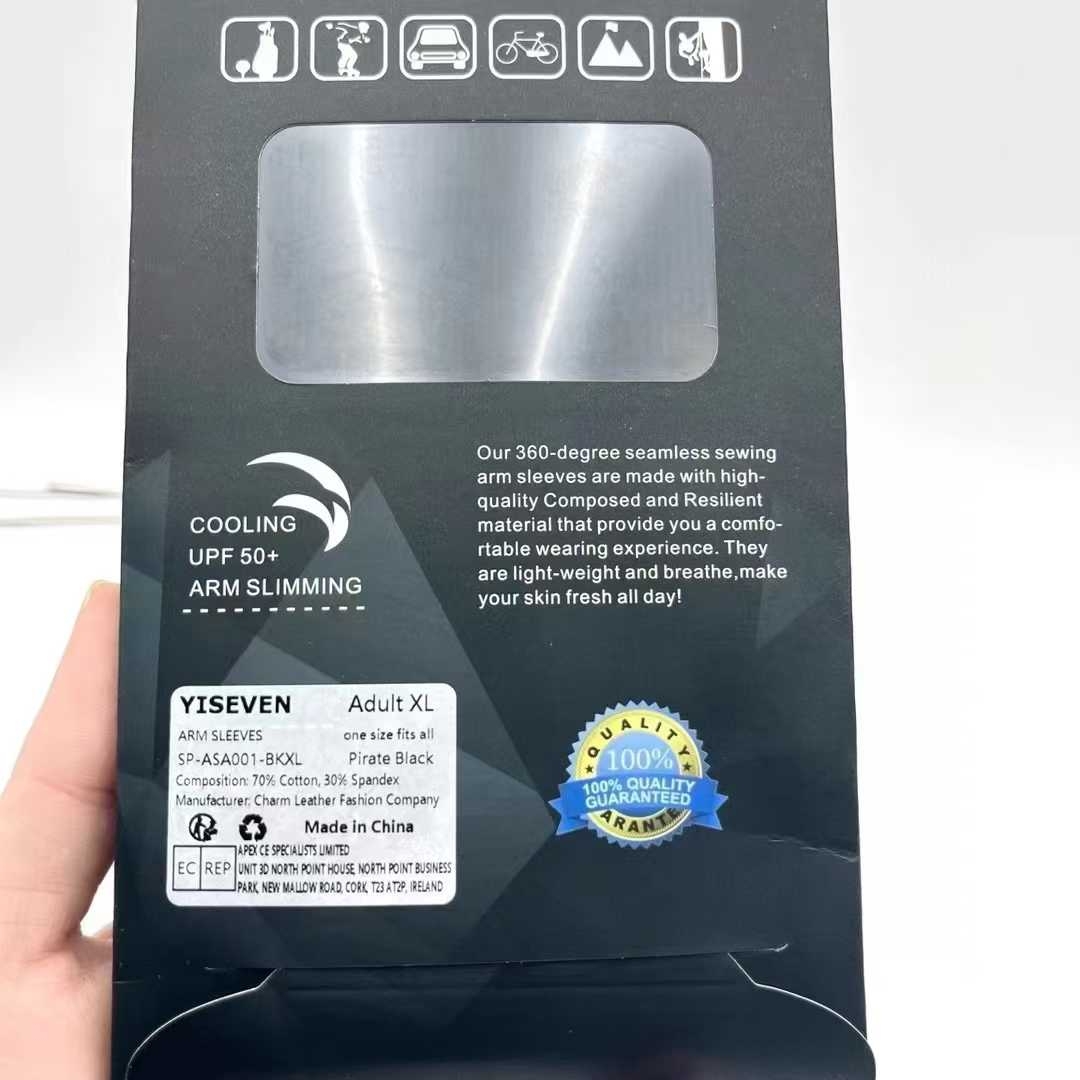 Our 360-degree seamless sewing
arm sleeves are made with high-
quality Composed and Resilient
material that provide you a comfo-
rtable wearing experience. They
are light-weight and breathe,make
your skin fresh all day!
COOLING
UPF 50+
ARM SLIMMING
YISEVEN Adult XL
ARM SLEEVES one size fits all
SP-ASA001-BKXL Pirate Black
Composition: 70% Cotton, 30% Spandex
Manufacturer: Charm Leather Fashion Company
Made in China
EC REP
APEX CE SPECIALISTS LIMITED
UNIT 3D NORTH POINT HOUSE, NORTH POINT BUSINESS
PARK, NEW MALLOW ROAD, CORK, T23 AT2P, IRELAND
QUALITY
100%
100% QUALITY
GUARANTEED
ARANTE